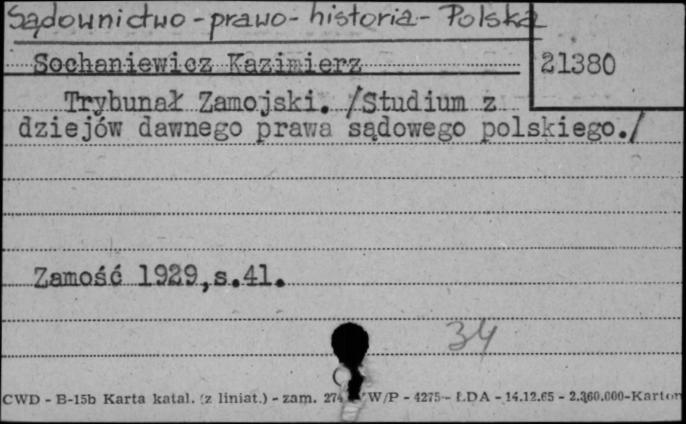 Sądownictwo - prawo - historia - Polska
Sochaniewicz Kazimierz
21380
Trybunał Zamojski. /Studium z
dziejów dawnego prawa sądowego polskiego./
Zamość 1929,s.41.
34
CWD - B-15b Karta katal. (z liniat.) - zam. 274 W/P - 4275 - ŁDA - 14.12.65 - 2.360.000-Karton